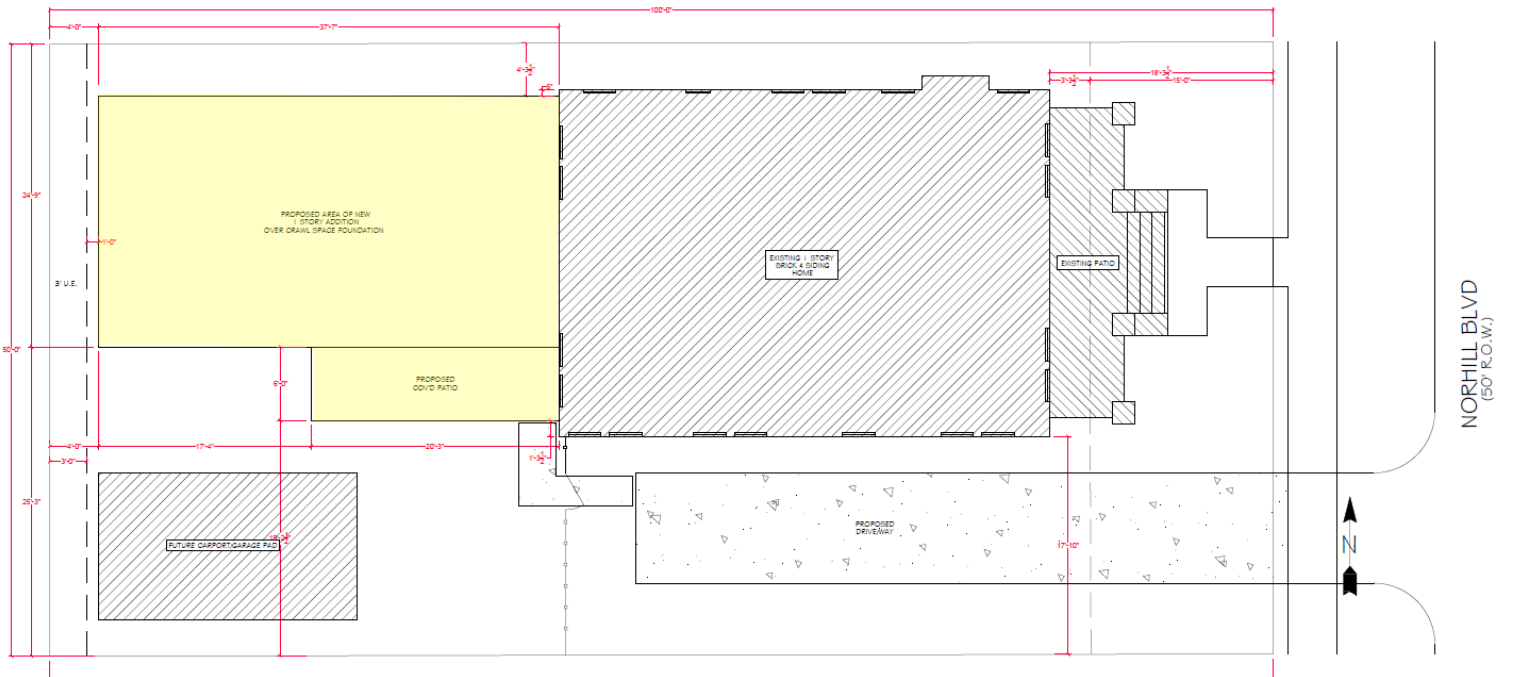 100'-0"
4'-0"
37'-7"
4'-3½"
6"
18'-3½"
3'-3½"
15'-0"
24'-9"
PROPOSED AREA OF NEW
1 STORY ADDITION
OVER CRAWL SPACE FOUNDATION
1'-0"
3' U.E.
EXISTING 1 STORY
BRICK & SIDING
HOME
EXISTING PATIO
NORHILL BLVD
(50' R.O.W.)
50'-0"
6'-0"
PROPOSED
COV'D PATIO
4'-0"
17'-4"
20'-3"
3'-0"
1'-3½"
25'-3"
PROPOSED
DRIVEWAY
FUTURE CARPORT/GARAGE PAD
17'-10"
N